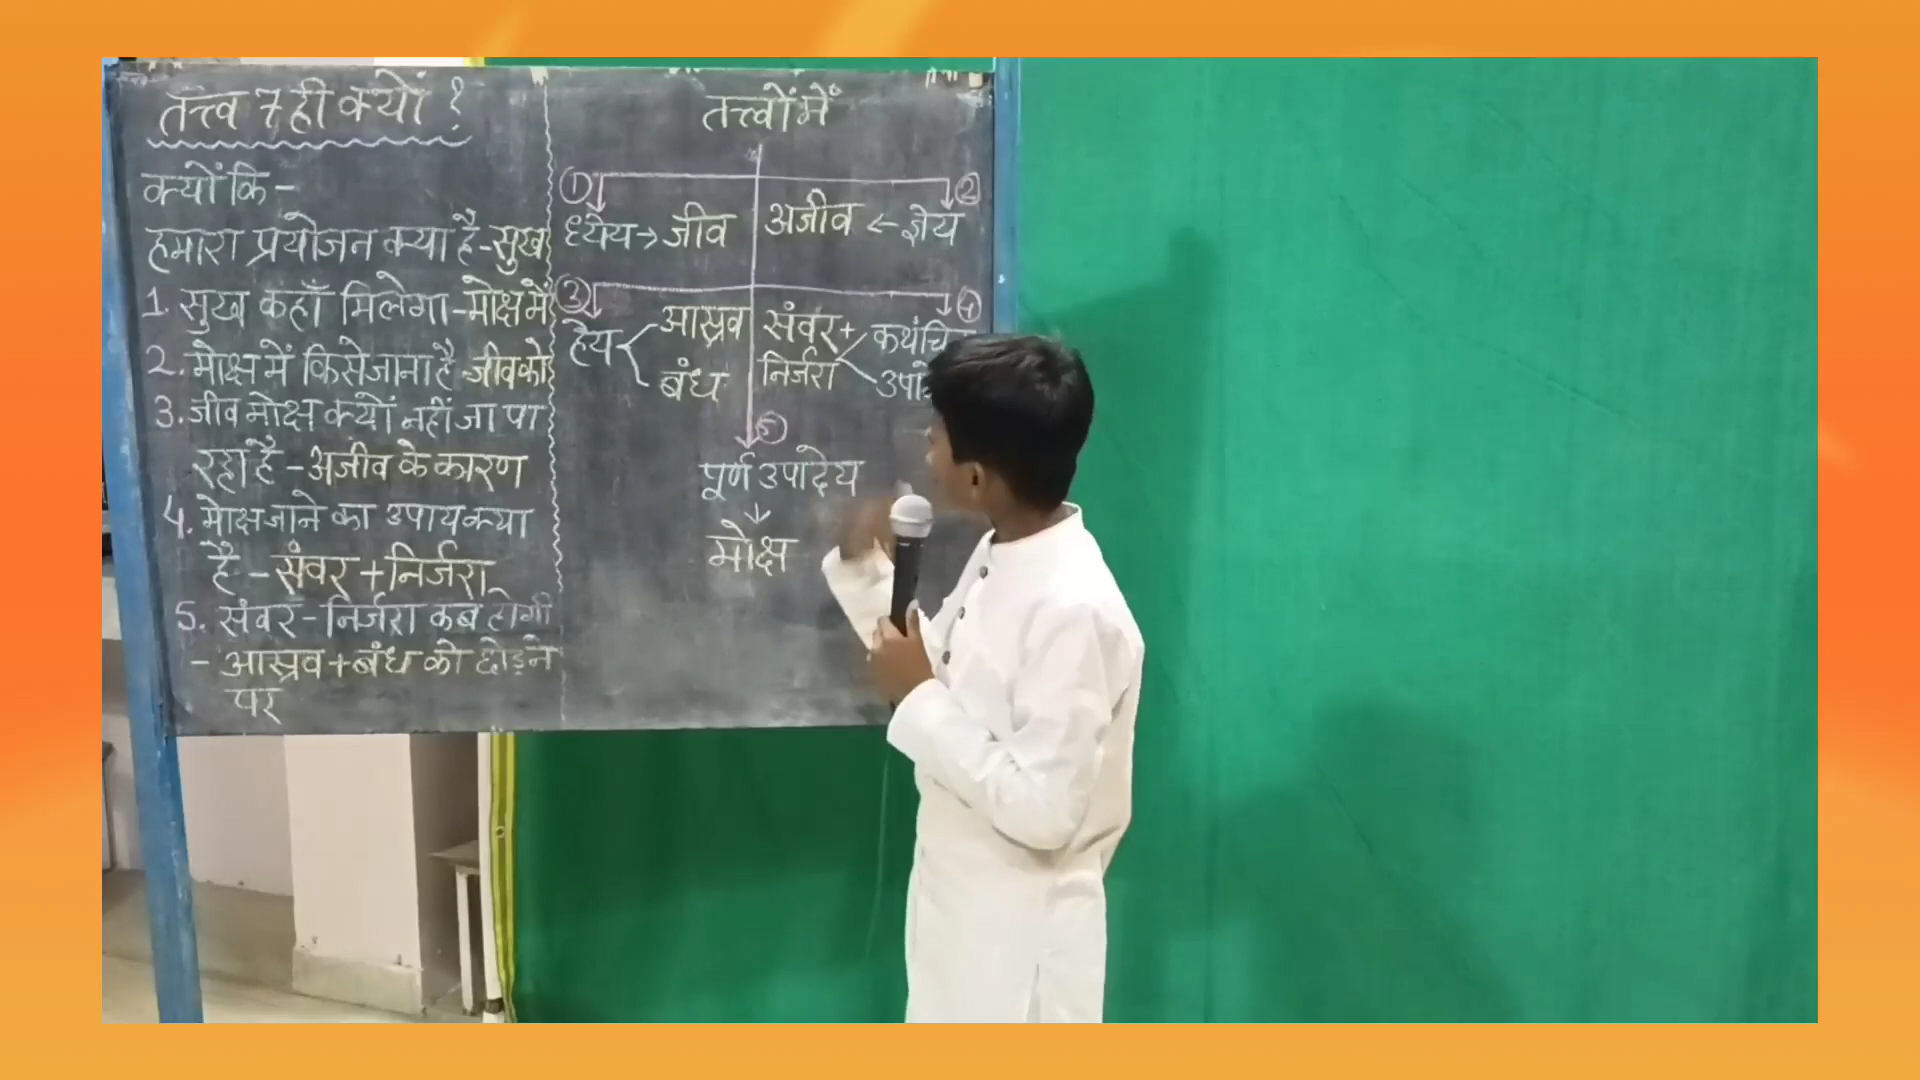 तत्त्व 7 ही क्यों ?
क्यों कि -
हमारा प्रयोजन क्या है - सुख
1. सुख कहाँ मिलेगा - मोक्ष में
2. मोक्ष में किसे जाना है - जीव को
3. जीव मोक्ष क्यों नहीं जा पा
रहा है - अजीव के कारण
4. मोक्ष जाने का उपाय क्या
है - संवर + निर्जरा
5. संवर - निर्जरा कब होगी
- आस्रव + बंध को छोड़ने
पर
तत्त्वों में
① ②
ध्येय → जीव अजीव ← ज्ञेय
③ ④
हेय आस्रव संवर +
बंध निर्जरा
⑤
पूर्ण उपादेय
मोक्ष